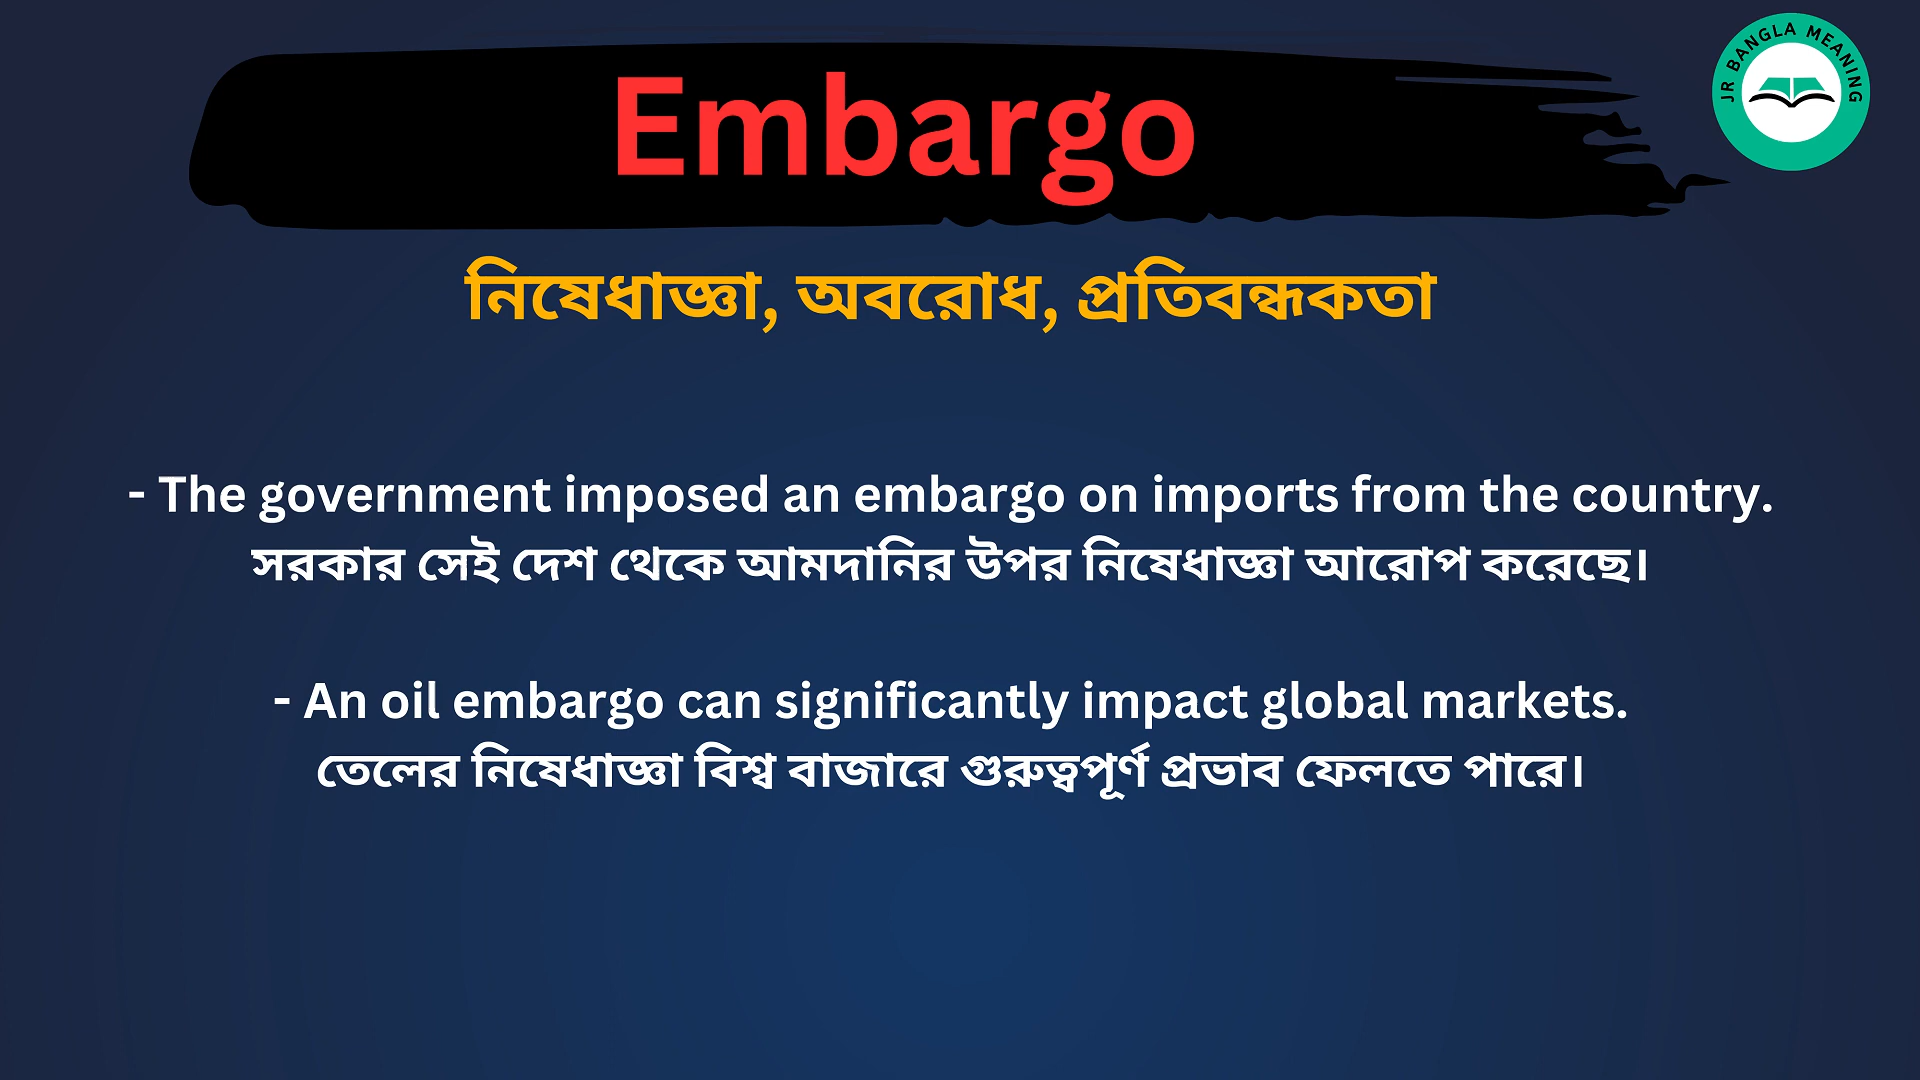 JR BANGLA MEANING
Embargo
নিষেধাজ্ঞা, অবরোধ, প্রতিবন্ধকতা
- The government imposed an embargo on imports from the country.
সরকার সেই দেশ থেকে আমদানির উপর নিষেধাজ্ঞা আরোপ করেছে।
- An oil embargo can significantly impact global markets.
তেলের নিষেধাজ্ঞা বিশ্ব বাজারে গুরুত্বপূর্ণ প্রভাব ফেলতে পারে।